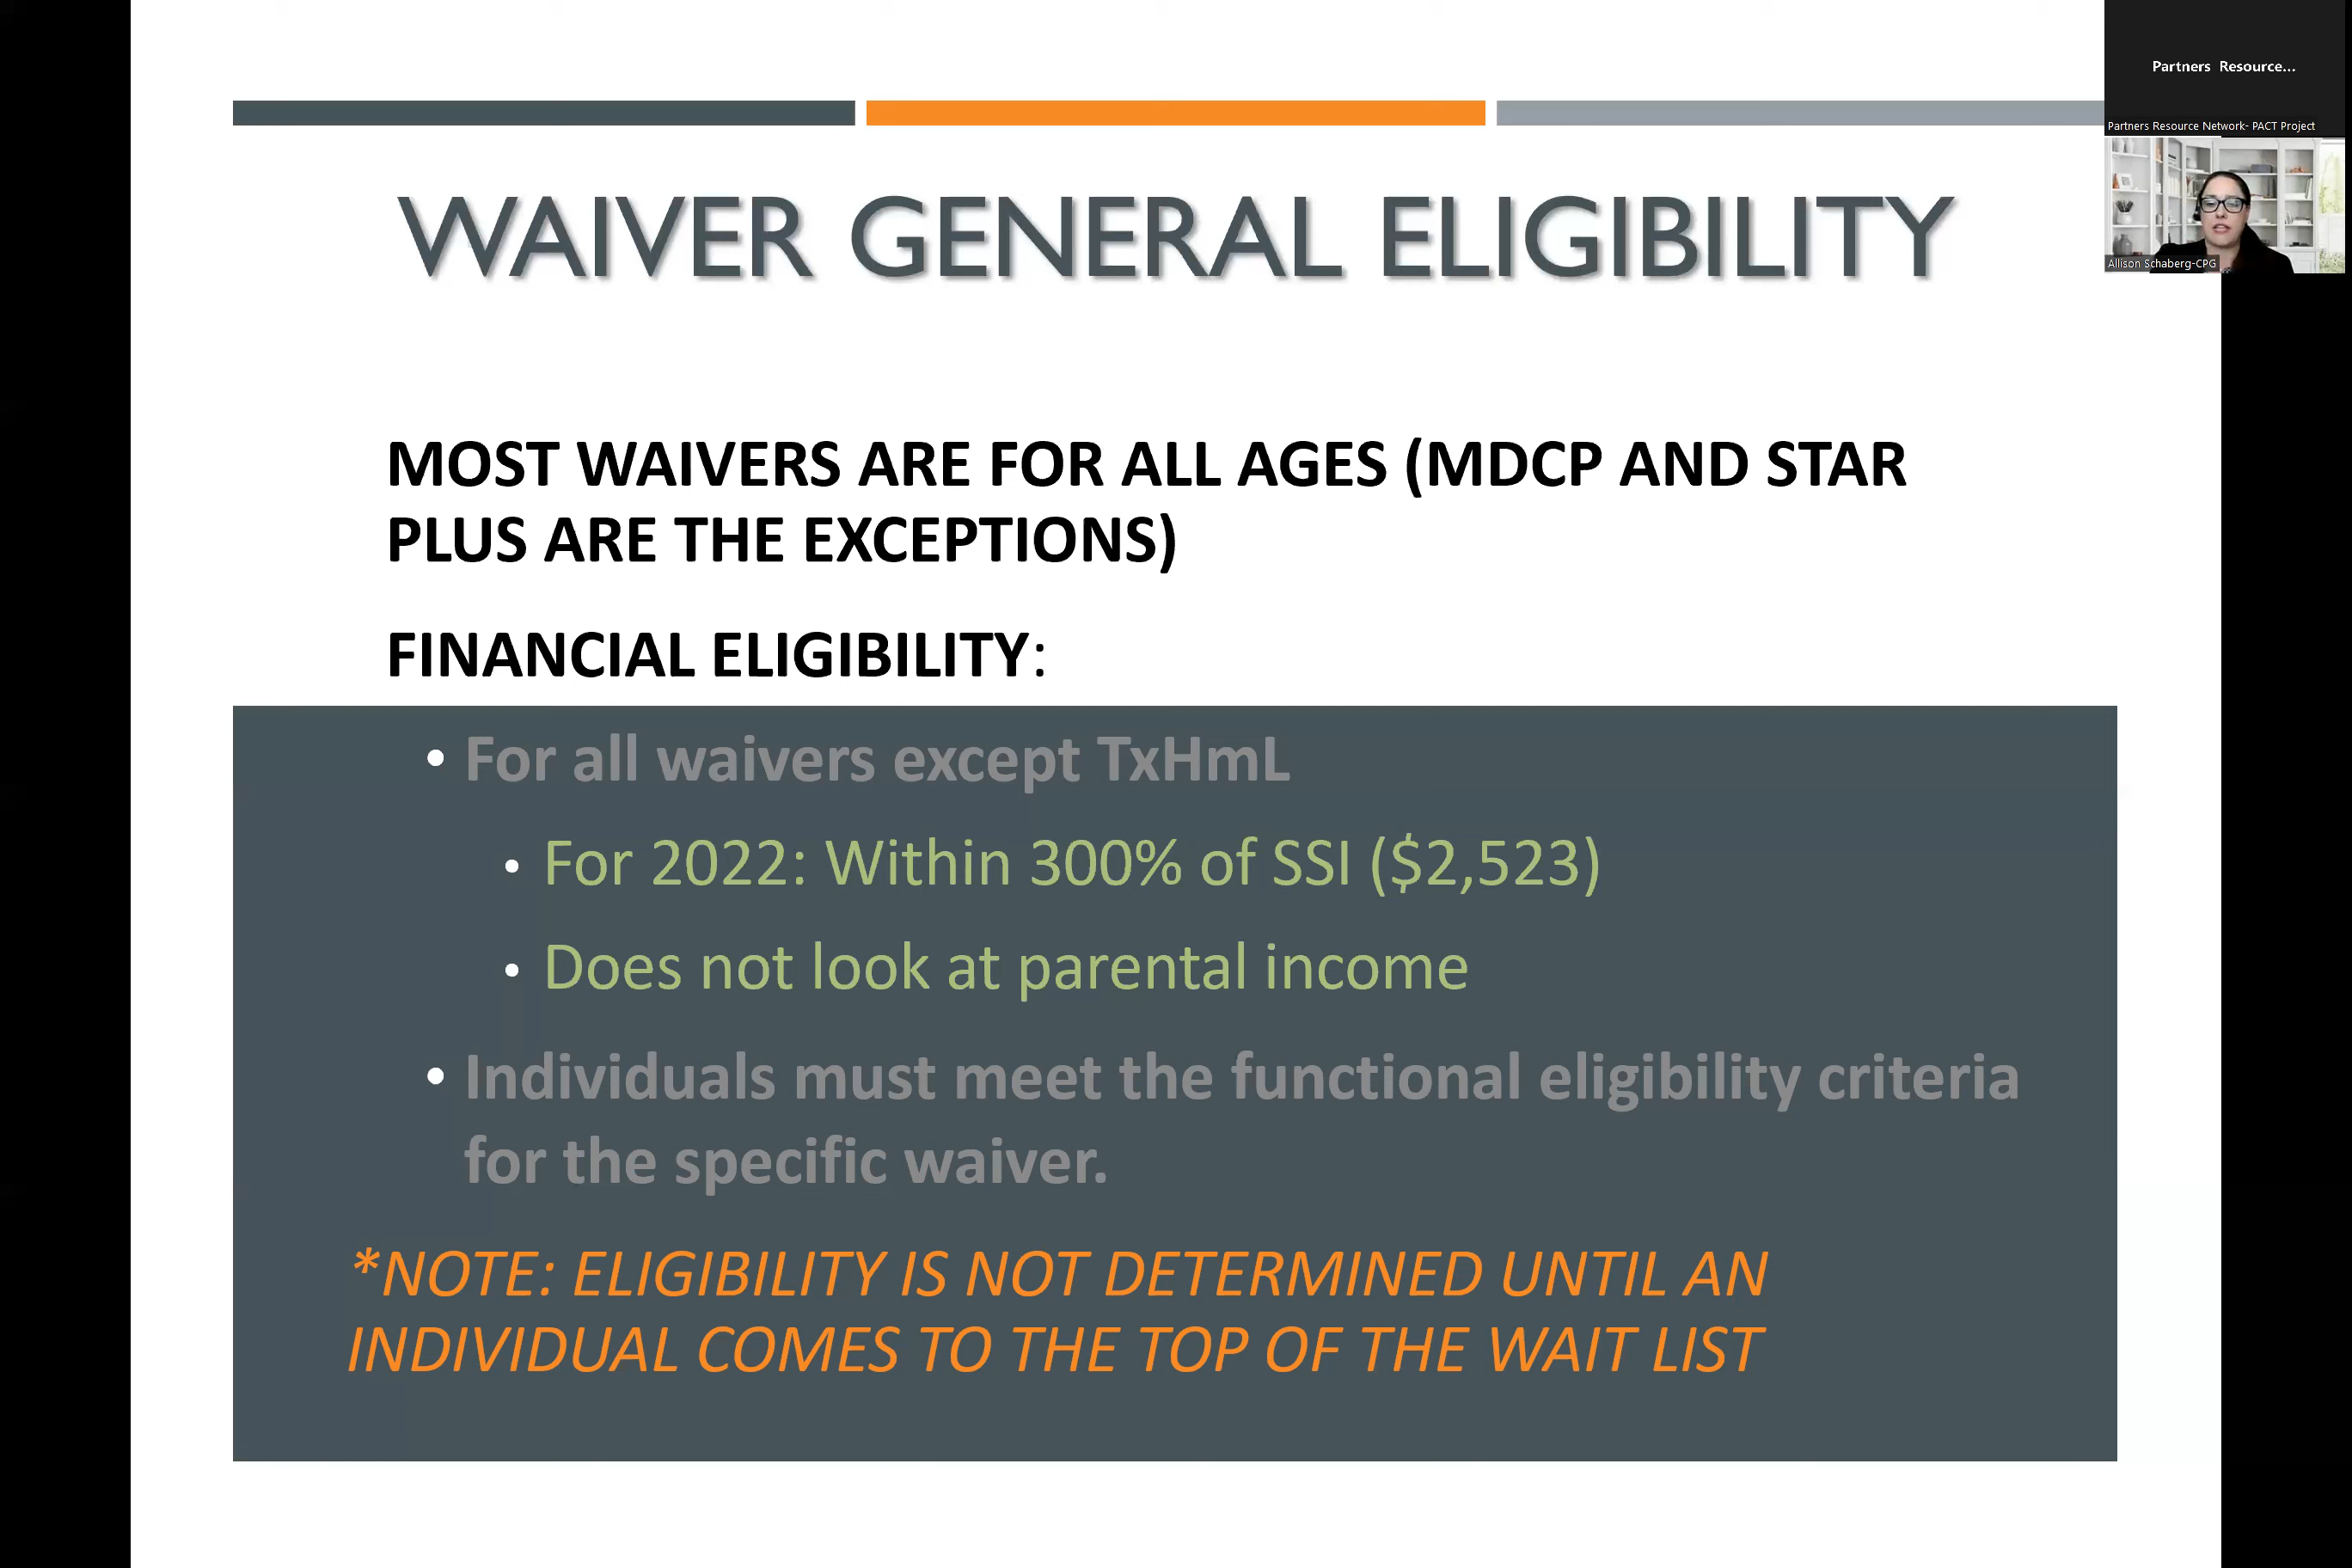 Partners Resource...
Partners Resource Network- PACT Project
Allison Schaberg-CPG
WAIVER GENERAL ELIGIBILITY
MOST WAIVERS ARE FOR ALL AGES (MDCP AND STAR
PLUS ARE THE EXCEPTIONS)
FINANCIAL ELIGIBILITY:
• For all waivers except TxHmL
• For 2022: Within 300% of SSI ($2,523)
• Does not look at parental income
• Individuals must meet the functional eligibility criteria
for the specific waiver.
*NOTE: ELIGIBILITY IS NOT DETERMINED UNTIL AN
INDIVIDUAL COMES TO THE TOP OF THE WAIT LIST